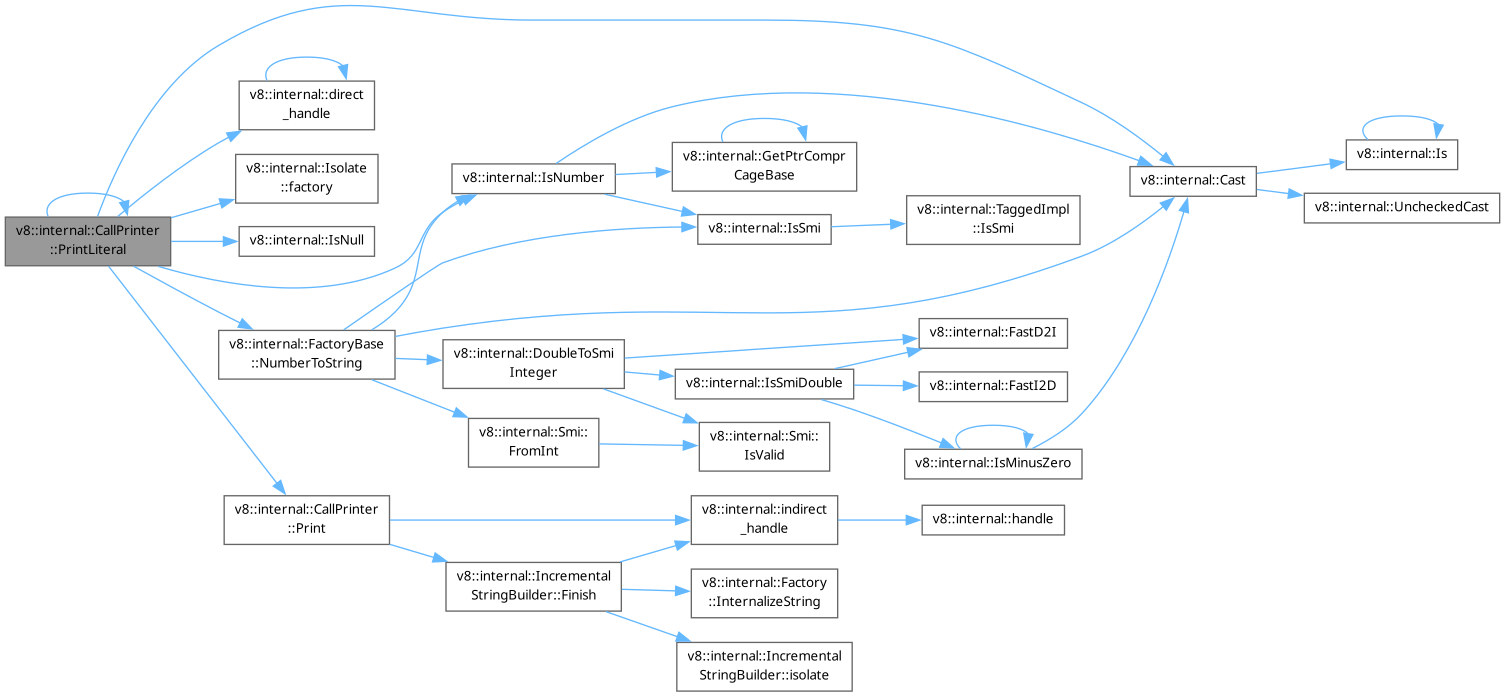 v8::internal::CallPrinter
::PrintLiteral
v8::internal::direct
_handle
v8::internal::Isolate
::factory
v8::internal::IsNull
v8::internal::FactoryBase
::NumberToString
v8::internal::CallPrinter
::Print
v8::internal::IsNumber
v8::internal::DoubleToSmi
Integer
v8::internal::Smi::
FromInt
v8::internal::Incremental
StringBuilder::Finish
v8::internal::GetPtrCompr
CageBase
v8::internal::IsSmi
v8::internal::IsSmiDouble
v8::internal::Smi::
IsValid
v8::internal::indirect
_handle
v8::internal::Factory
::InternalizeString
v8::internal::Incremental
StringBuilder::isolate
v8::internal::TaggedImpl
::IsSmi
v8::internal::FastD2I
v8::internal::FastI2D
v8::internal::IsMinusZero
v8::internal::handle
v8::internal::Cast
v8::internal::Is
v8::internal::UncheckedCast